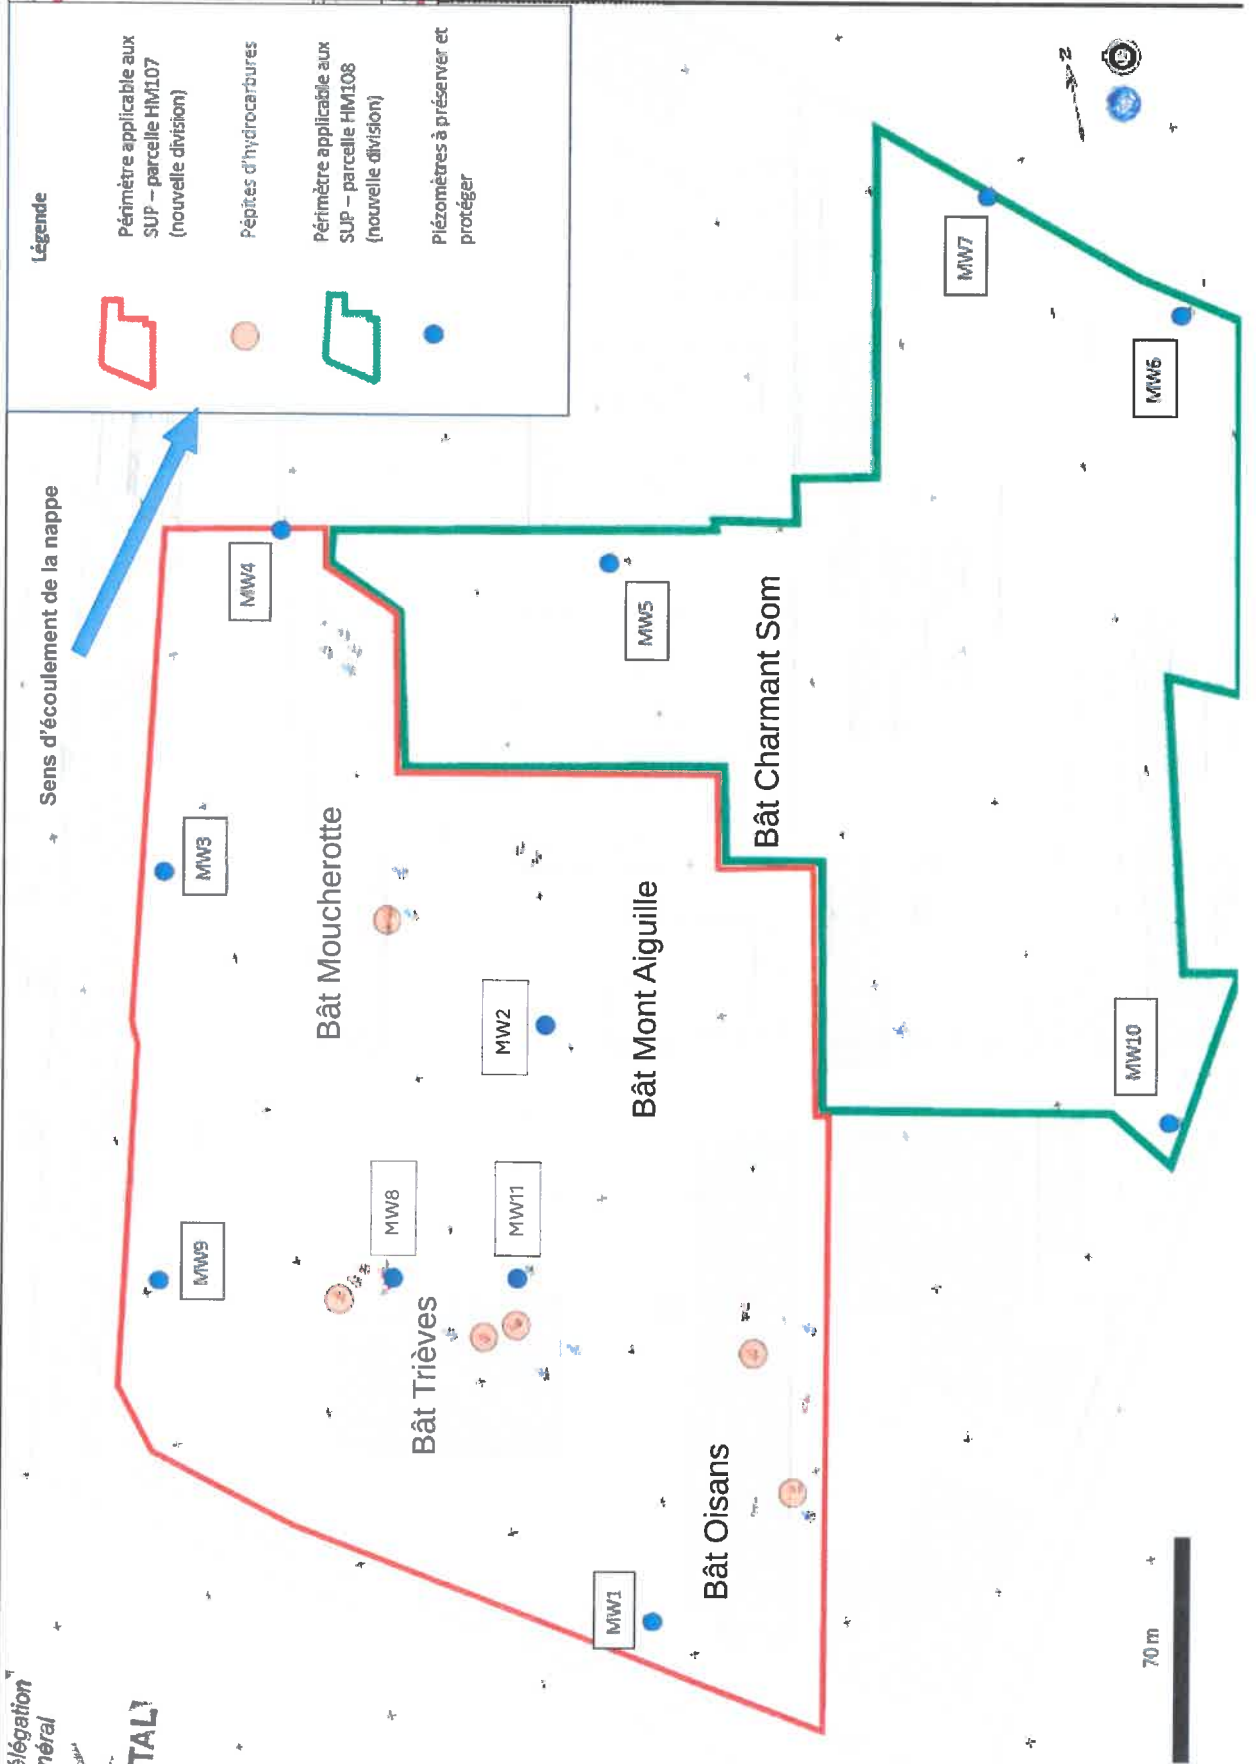 Légende
Périmètre applicable aux
SUP – parcelle HM107
(nouvelle division)
Pépites d'hydrocarbures
Périmètre applicable aux
SUP – parcelle HM108
(nouvelle division)
Piézomètres à préserver et
protéger
Sens d'écoulement de la nappe
N
MW4
MW7
MW6
MW5
MW3
Bât Moucherotte
Bât Charmant Som
MW2
Bât Mont Aiguille
MW10
MW9
MW8
MW11
Bât Trièves
Bât Oisans
MW1
70 m